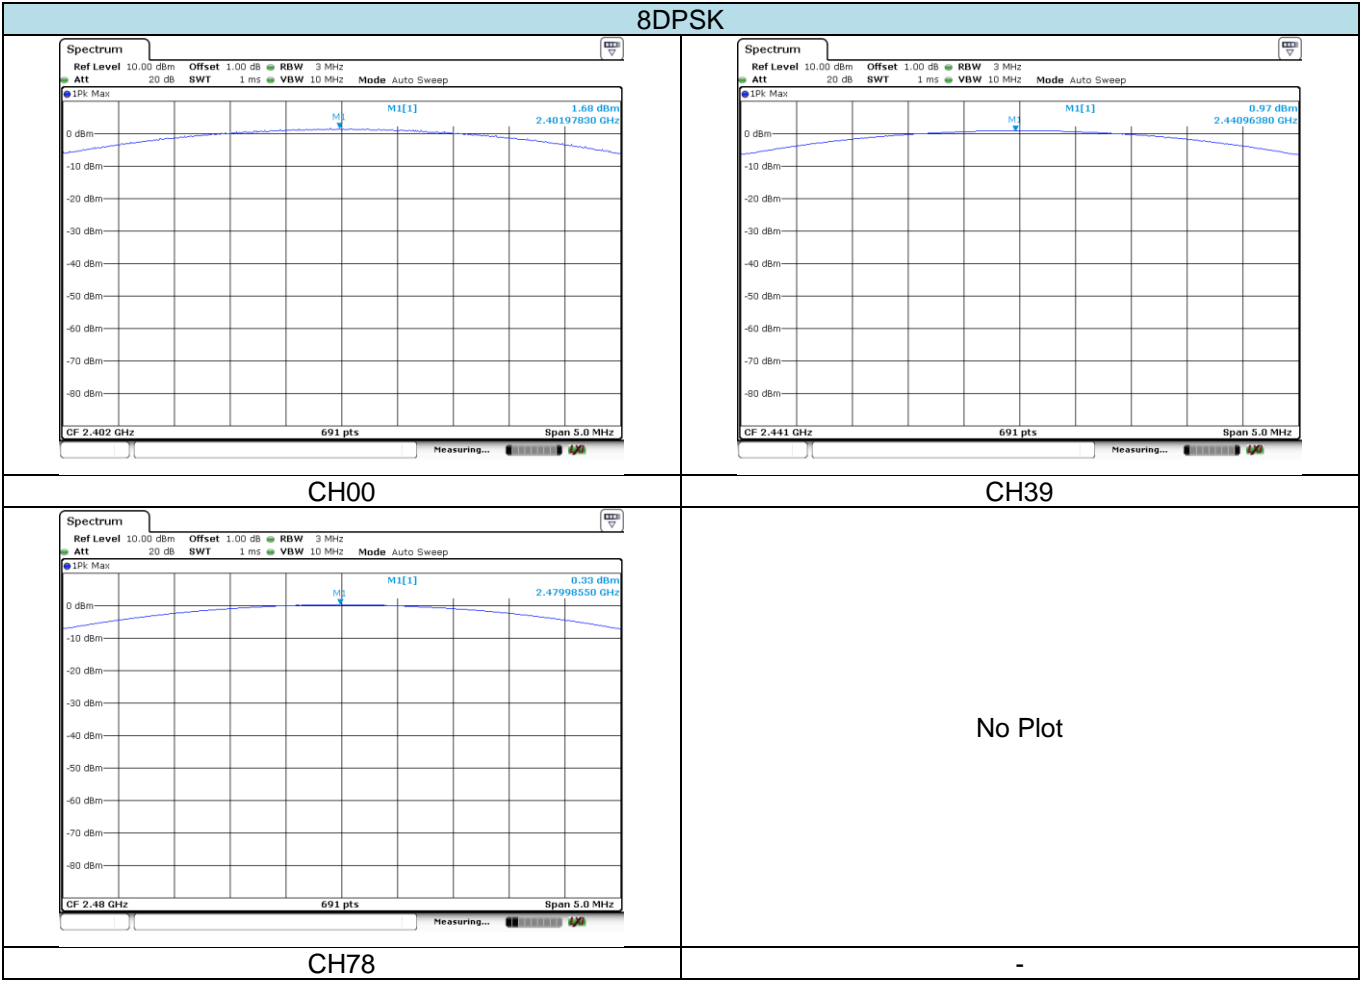 8DPSK
Spectrum
Ref Level 10.00 dBm Offset 1.00 dB RBW 3 MHz
Att 20 dB SWT 1 ms VBW 10 MHz Mode Auto Sweep
1Pk Max
M1[1] 1.68 dBm
2.40197830 GHz
M1
0 dBm
-10 dBm
-20 dBm
-30 dBm
-40 dBm
-50 dBm
-60 dBm
-70 dBm
-80 dBm
CF 2.402 GHz 691 pts Span 5.0 MHz
Measuring...
CH00
Spectrum
Ref Level 10.00 dBm Offset 1.00 dB RBW 3 MHz
Att 20 dB SWT 1 ms VBW 10 MHz Mode Auto Sweep
1Pk Max
M1[1] 0.97 dBm
2.44096380 GHz
M1
0 dBm
-10 dBm
-20 dBm
-30 dBm
-40 dBm
-50 dBm
-60 dBm
-70 dBm
-80 dBm
CF 2.441 GHz 691 pts Span 5.0 MHz
Measuring...
CH39
Spectrum
Ref Level 10.00 dBm Offset 1.00 dB RBW 3 MHz
Att 20 dB SWT 1 ms VBW 10 MHz Mode Auto Sweep
1Pk Max
M1[1] 0.33 dBm
2.47998550 GHz
M1
0 dBm
-10 dBm
-20 dBm
-30 dBm
-40 dBm
-50 dBm
-60 dBm
-70 dBm
-80 dBm
CF 2.48 GHz 691 pts Span 5.0 MHz
Measuring...
CH78
No Plot
-